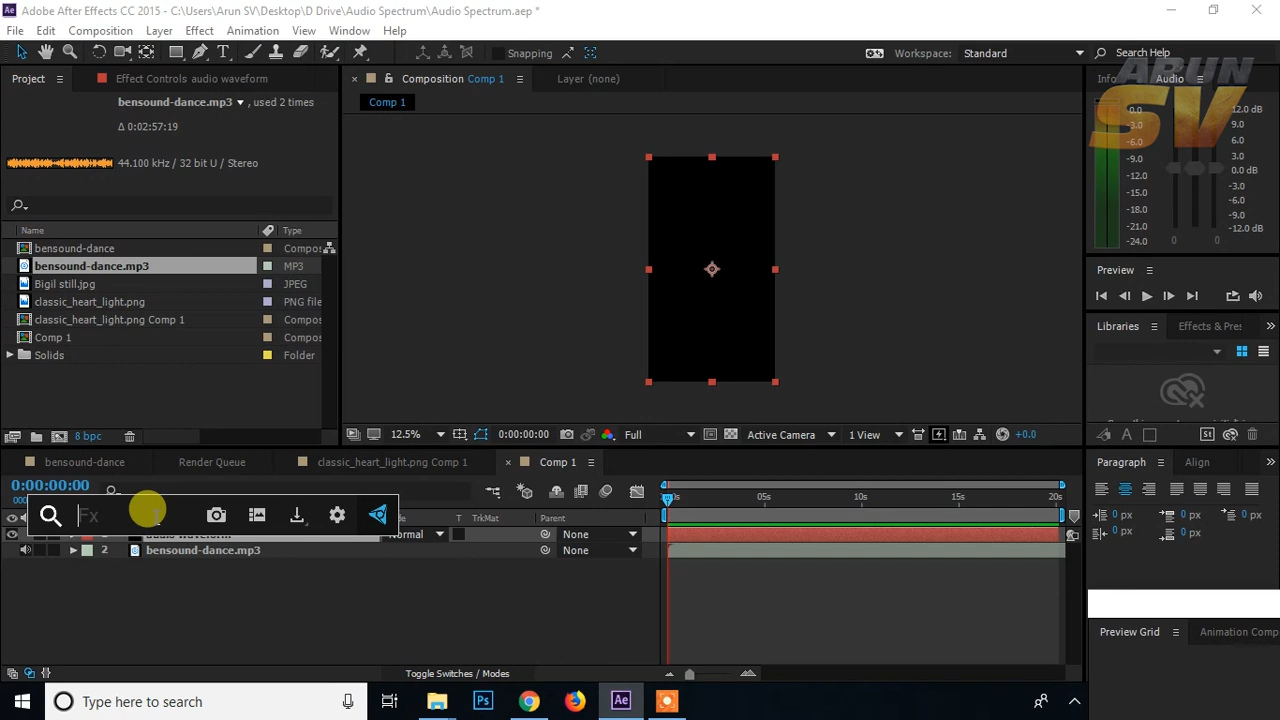 Adobe After Effects CC 2015 - C:\Users\Arun SV\Desktop\D Drive\Audio Spectrum\Audio Spectrum.aep *
File Edit Composition Layer Effect Animation View Window Help
Snapping Workspace: Standard Search Help
Project Effect Controls audio waveform Composition Comp 1 Layer (none) Info Audio
ARUN
SV
bensound-dance.mp3 , used 2 times Comp 1
Δ 0:02:57:19
44.100 kHz / 32 bit U / Stereo
0.0 12.0 dB
-3.0 9.0
-6.0 6.0
-9.0 3.0
-12.0 0.0 dB
-15.0 -3.0
-18.0 -6.0
-21.0 -9.0
-24.0 0 0 -12.0 dB
Name Type
bensound-dance Compos
bensound-dance.mp3 MP3
Bigil still.jpg JPEG
classic_heart_light.png PNG file
classic_heart_light.png Comp 1 Compos
Comp 1 Compos
Solids Folder
Preview
Libraries Effects & Pres
8 bpc 12.5% 0:00:00:00 Full Active Camera 1 View +0.0
bensound-dance Render Queue classic_heart_light.png Comp 1 Comp 1
Paragraph Align
0:00:00:00
05s 10s 15s 20s
Fx
T TrkMat Parent
Normal None
2 bensound-dance.mp3 None
0 px 0 px 0 px
0 px 0 px
Toggle Switches / Modes
Preview Grid Animation Comp
Type here to search Ps Ae